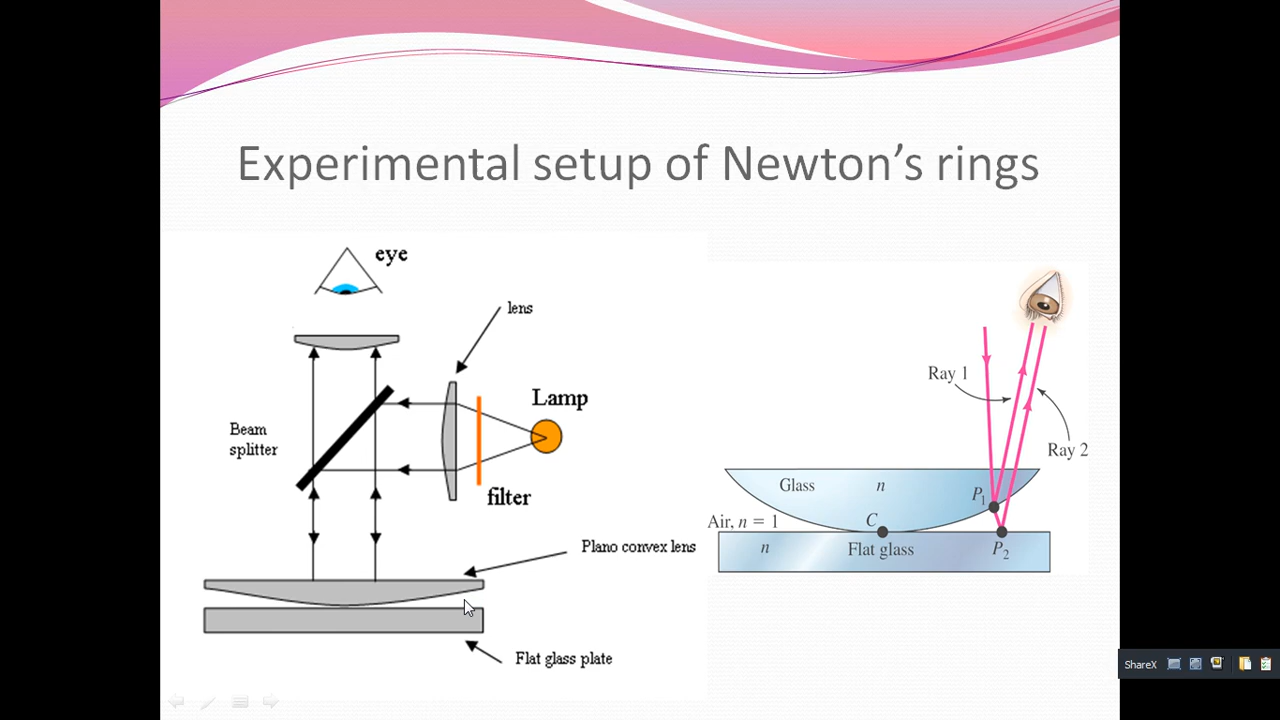 Experimental setup of Newton's rings
eye
lens
Lamp
Beam
splitter
filter
Plano convex lens
Flat glass plate
Ray 1
Ray 2
Glass
n
P1
Air, n = 1
C
n
Flat glass
P2
ShareX